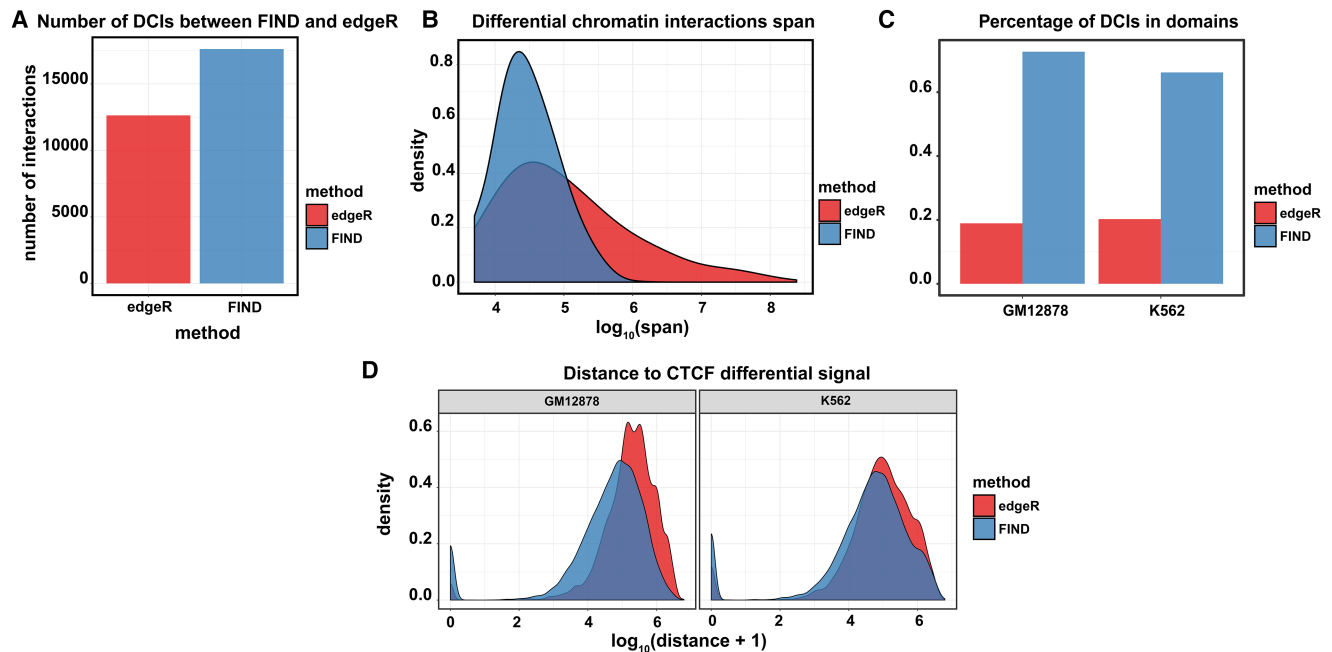 A Number of DCIs between FIND and edgeR
number of interactions
15000
10000
5000
0
edgeR FIND
method
method
edgeR
FIND
B Differential chromatin interactions span
density
0.8
0.6
0.4
0.2
0.0
4 5 6 7 8
log10(span)
method
edgeR
FIND
C Percentage of DCIs in domains
0.6
0.4
0.2
0.0
GM12878 K562
method
edgeR
FIND
D Distance to CTCF differential signal
GM12878 K562
density
0.6
0.4
0.2
0.0
0 2 4 6 0 2 4 6
log10(distance + 1)
method
edgeR
FIND